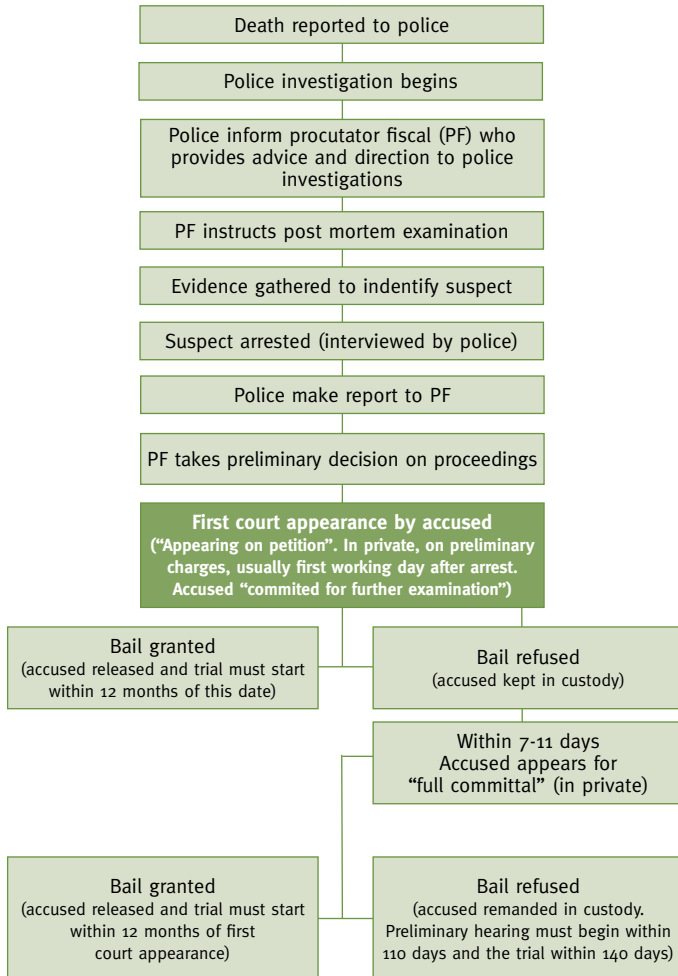 Death reported to police
Police investigation begins
Police inform procutator fiscal (PF) who
provides advice and direction to police
investigations
PF instructs post mortem examination
Evidence gathered to indentify suspect
Suspect arrested (interviewed by police)
Police make report to PF
PF takes preliminary decision on proceedings
First court appearance by accused
(“Appearing on petition”. In private, on preliminary
charges, usually first working day after arrest.
Accused “commited for further examination”)
Bail granted
(accused released and trial must start
within 12 months of this date)
Bail refused
(accused kept in custody)
Within 7-11 days
Accused appears for
“full committal” (in private)
Bail granted
(accused released and trial must start
within 12 months of first
court appearance)
Bail refused
(accused remanded in custody.
Preliminary hearing must begin within
110 days and the trial within 140 days)